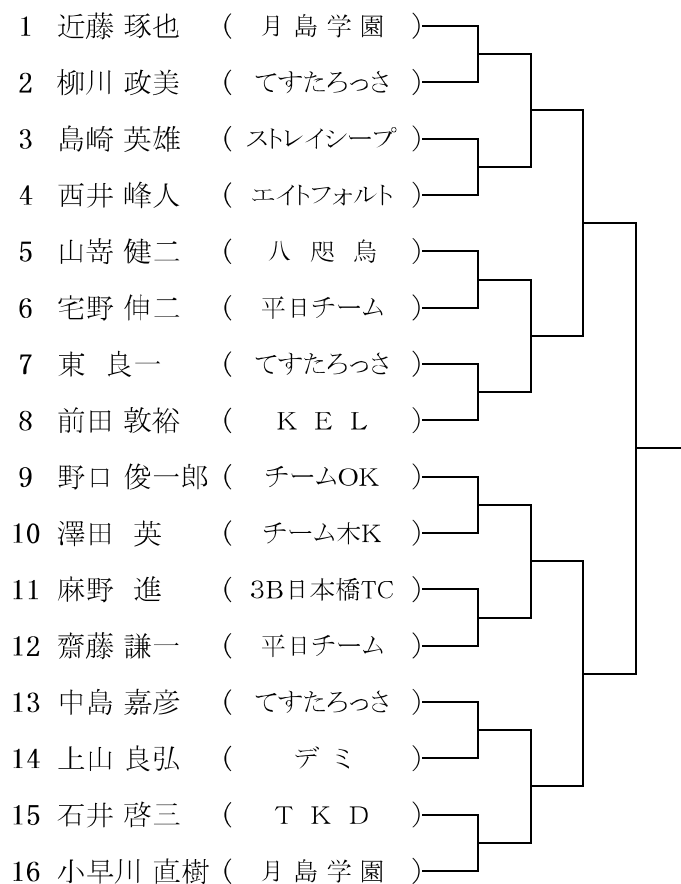 1 近藤 琢也 ( 月 島 学 園 )
2 柳川 政美 ( てすたろっさ )
3 島崎 英雄 ( ストレイシープ )
4 西井 峰人 ( エイトフォルト )
5 山嵜 健二 ( 八 咫 烏 )
6 宅野 伸二 ( 平日チーム )
7 東 良一 ( てすたろっさ )
8 前田 敦裕 ( K E L )
9 野口 俊一郎 ( チームOK )
10 澤田 英 ( チーム木K )
11 麻野 進 ( 3B日本橋TC )
12 齋藤 謙一 ( 平日チーム )
13 中島 嘉彦 ( てすたろっさ )
14 上山 良弘 ( デ ミ )
15 石井 啓三 ( T K D )
16 小早川 直樹 ( 月 島 学 園 )